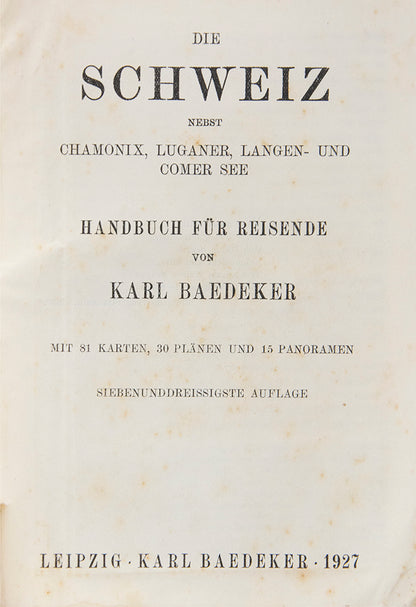 DIE
SCHWEIZ
NEBST
CHAMONIX, LUGANER, LANGEN- UND
COMER SEE
HANDBUCH FÜR REISENDE
VON
KARL BAEDEKER
MIT 81 KARTEN, 30 PLÄNEN UND 15 PANORAMEN
SIEBENUNDDREISSIGSTE AUFLAGE
LEIPZIG · KARL BAEDEKER · 1927